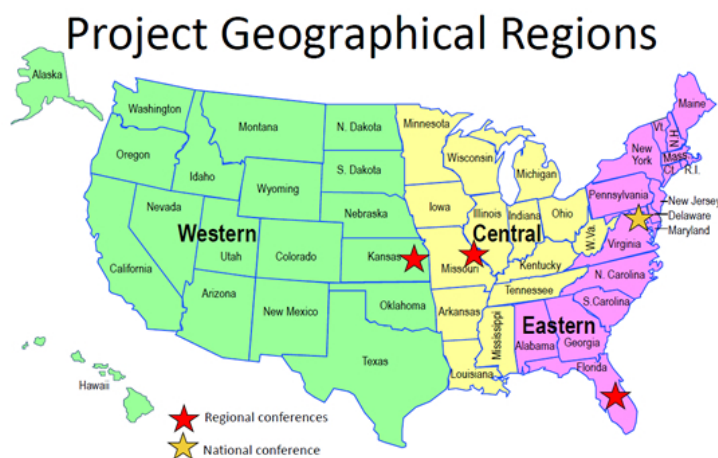 Project Geographical Regions
Alaska
Washington
Montana
N. Dakota
Minnesota
Maine
Oregon
Idaho
Wyoming
S. Dakota
Wisconsin
Michigan
Vt.
N.H.
New
York
Mass.
CT.
R.I.
Nevada
Nebraska
Iowa
Illinois
Indiana
Ohio
Pennsylvania
New Jersey
Delaware
Maryland
Western
Utah
Colorado
Kansas
Missouri
Central
W.Va.
Virginia
Kentucky
California
Arizona
New Mexico
Oklahoma
Arkansas
Tennessee
N. Carolina
S.Carolina
Eastern
Texas
Louisiana
Mississippi
Alabama
Georgia
Florida
Hawaii
Regional conferences
National conference